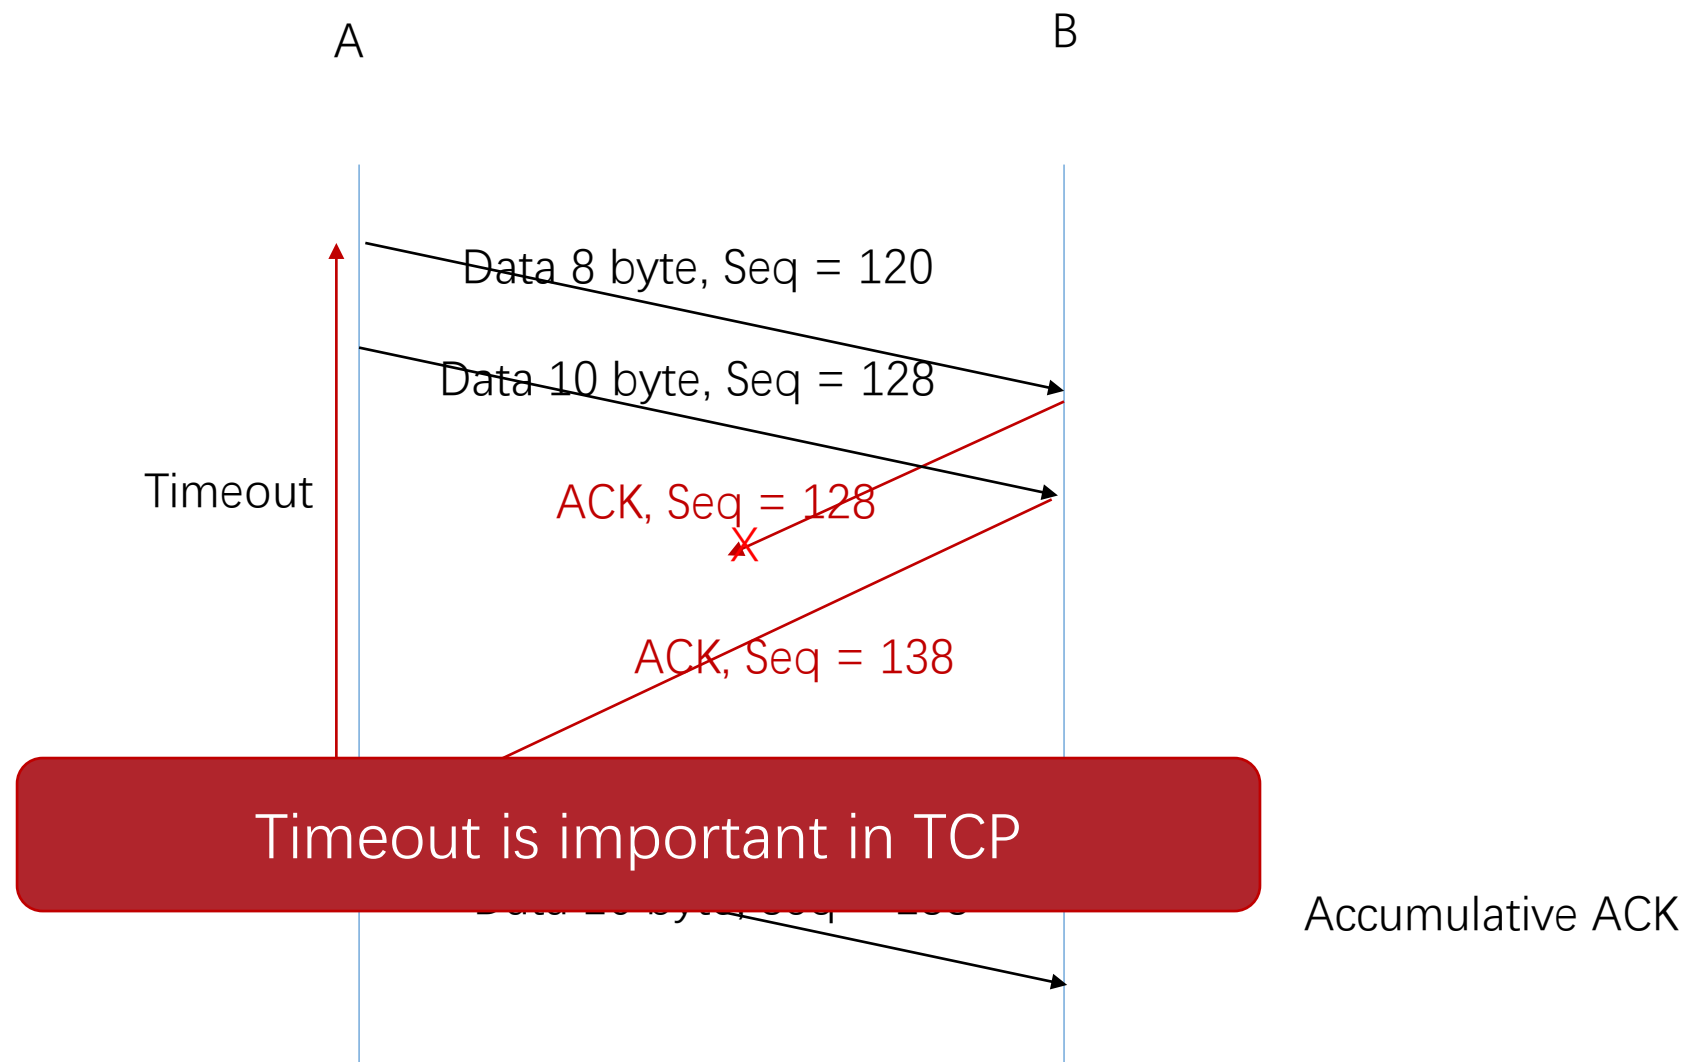 A
B
Data 8 byte, Seq = 120
Data 10 byte, Seq = 128
Timeout
ACK, Seq = 128
X
ACK, Seq = 138
Timeout is important in TCP
Accumulative ACK